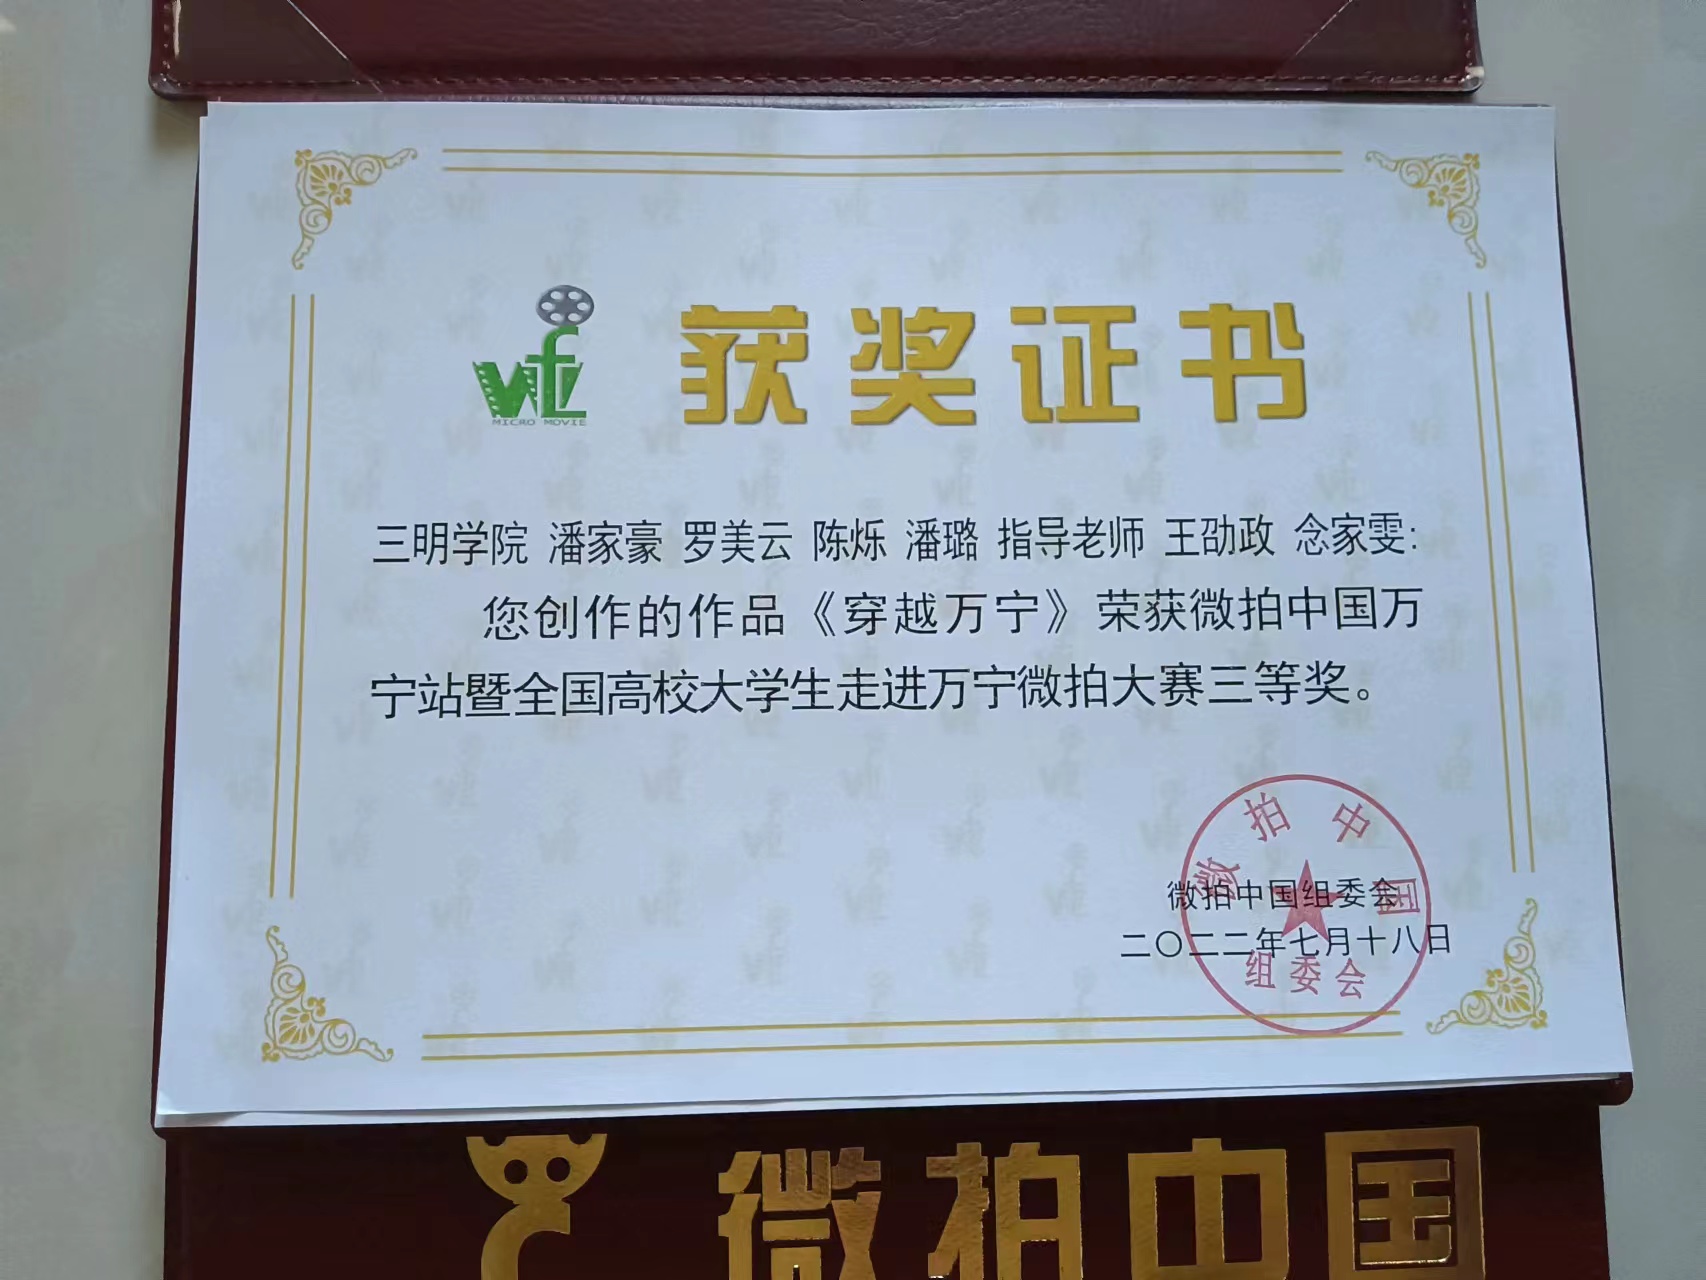 获奖证书
MICRO MOVIE
三明学院 潘家豪 罗美云 陈烁 潘璐 指导老师 王劭政 念家雯:
您创作的作品《穿越万宁》荣获微拍中国万
宁站暨全国高校大学生走进万宁微拍大赛三等奖。
微拍中国
微拍中国组委会
二〇二二年七月十八日
组委会
微拍中国